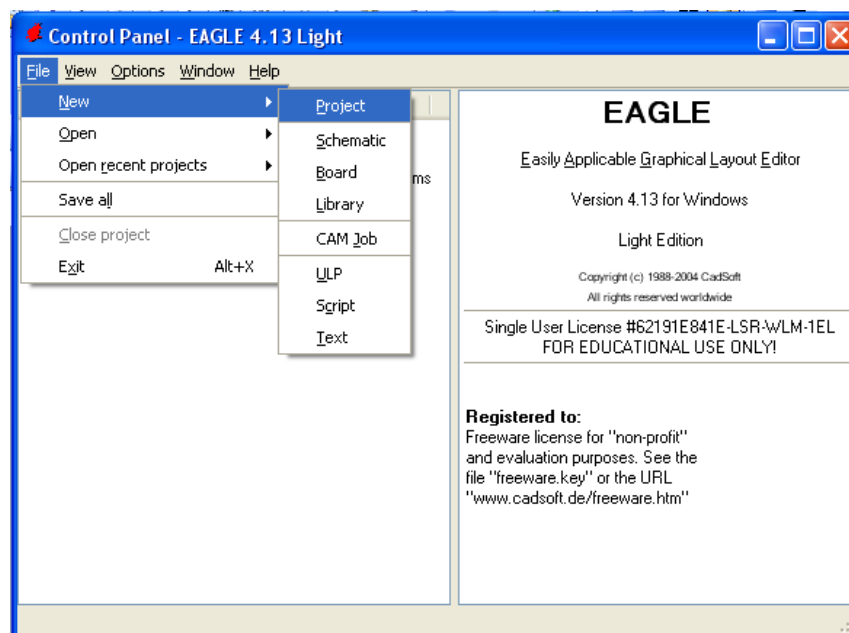 Control Panel - EAGLE 4.13 Light
File View Options Window Help
New
Open
Open recent projects
Save all
Close project
Exit Alt+X
Project
Schematic
Board
Library
CAM Job
ULP
Script
Text
ms
EAGLE
Easily Applicable Graphical Layout Editor
Version 4.13 for Windows
Light Edition
Copyright (c) 1988-2004 CadSoft
All rights reserved worldwide
Single User License #62191E841E-LSR-WLM-1EL
FOR EDUCATIONAL USE ONLY!
Registered to:
Freeware license for "non-profit"
and evaluation purposes. See the
file "freeware.key" or the URL
"www.cadsoft.de/freeware.htm"